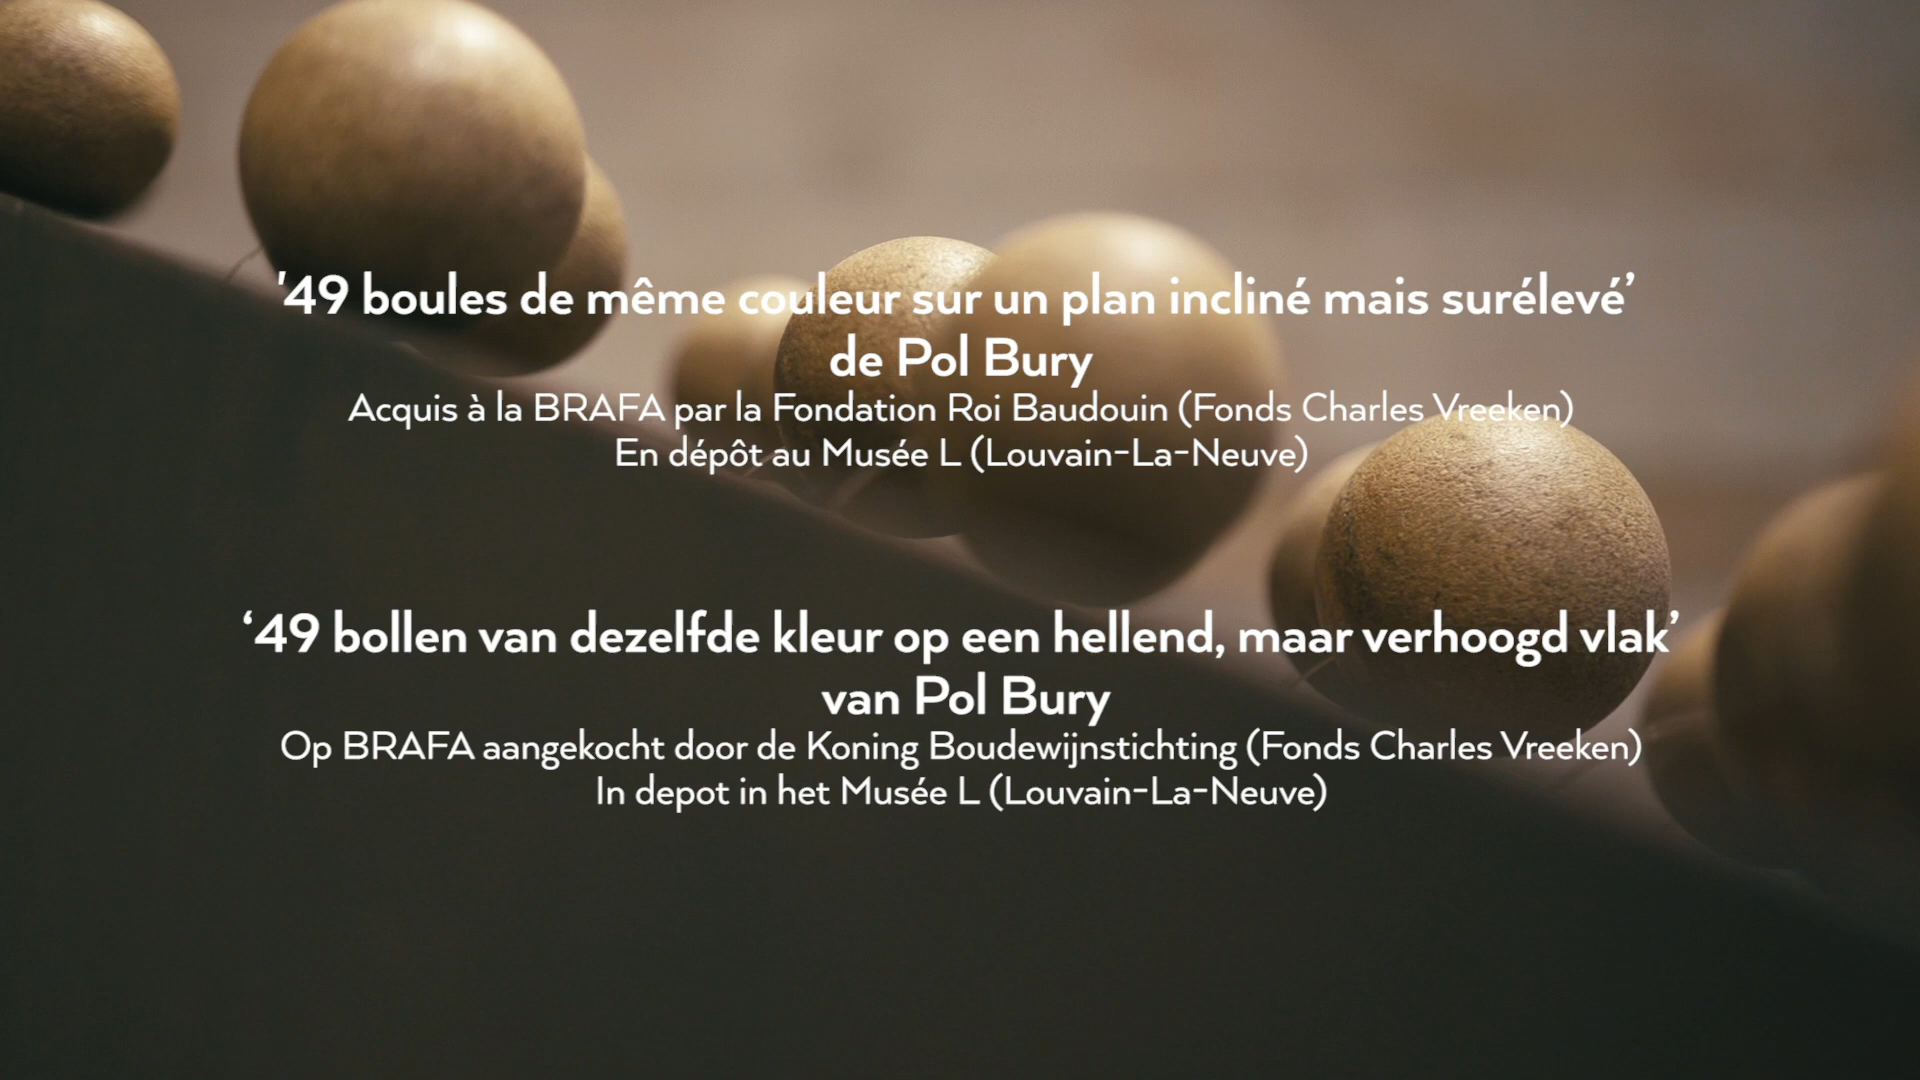 '49 boules de même couleur sur un plan incliné mais surélevé’
de Pol Bury
Acquis à la BRAFA par la Fondation Roi Baudouin (Fonds Charles Vreeken)
En dépôt au Musée L (Louvain-La-Neuve)
‘49 bollen van dezelfde kleur op een hellend, maar verhoogd vlak’
van Pol Bury
Op BRAFA aangekocht door de Koning Boudewijnstichting (Fonds Charles Vreeken)
In depot in het Musée L (Louvain-La-Neuve)